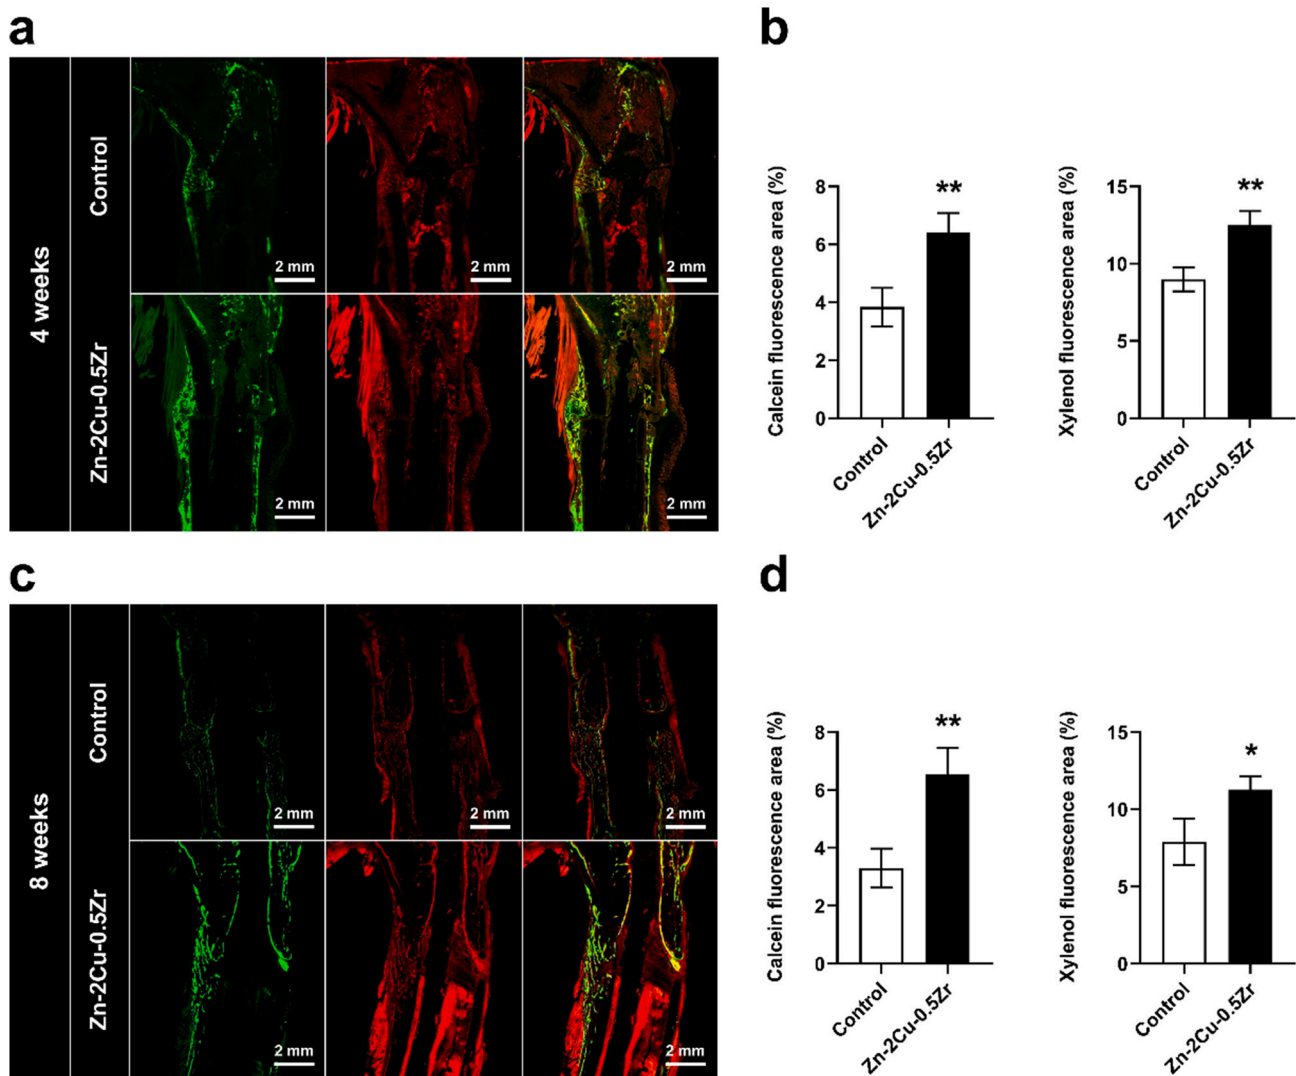 a
4 weeks
Control
2 mm
2 mm
2 mm
Zn-2Cu-0.5Zr
2 mm
2 mm
2 mm
b
Calcein fluorescence area (%)
8
6
4
2
0
**
Control
Zn-2Cu-0.5Zr
Xylenol fluorescence area (%)
15
10
5
0
**
Control
Zn-2Cu-0.5Zr
c
8 weeks
Control
2 mm
2 mm
2 mm
Zn-2Cu-0.5Zr
2 mm
2 mm
2 mm
d
Calcein fluorescence area (%)
8
6
4
2
0
**
Control
Zn-2Cu-0.5Zr
Xylenol fluorescence area (%)
15
10
5
0
*
Control
Zn-2Cu-0.5Zr